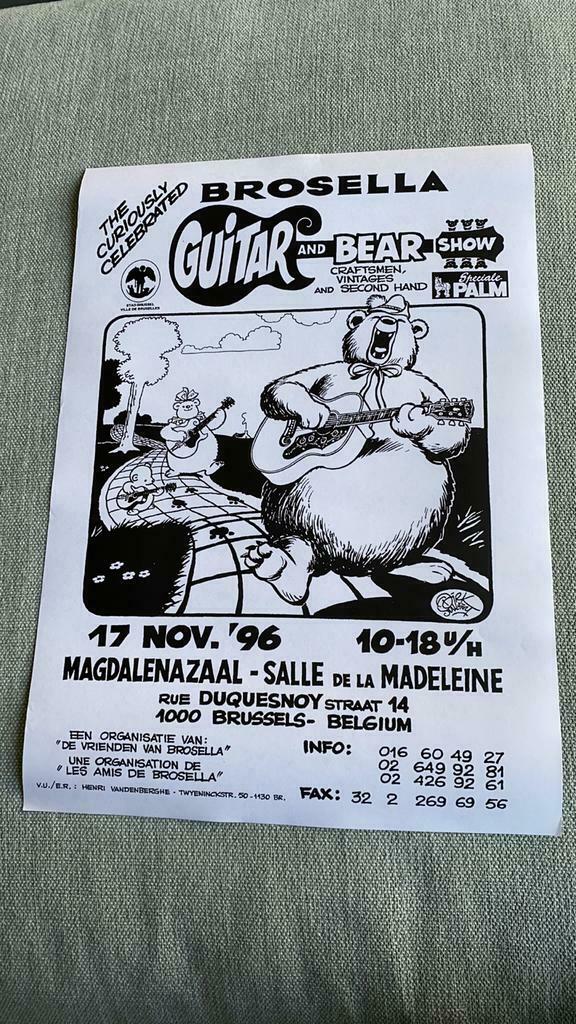 THE
CURIOUSLY
CELEBRATED
BROSELLA
GUITAR AND BEAR SHOW
CRAFTSMEN,
VINTAGES
AND SECOND HAND
Speciale
PALM
STAD BRUSSEL
VILLE DE BRUXELLES
17 NOV. '96 10-18 U/H
MAGDALENAZAAL - SALLE DE LA MADELEINE
RUE DUQUESNOY STRAAT 14
1000 BRUSSELS - BELGIUM
EEN ORGANISATIE VAN:
"DE VRIENDEN VAN BROSELLA"
UNE ORGANISATION DE
"LES AMIS DE BROSELLA"
V.U./E.R.: HENRI VANDENBERGHE - TWYENINCKSTR. 50 - 1130 BR.
INFO: 016 60 49 27
02 649 92 81
02 426 92 61
FAX: 32 2 269 69 56